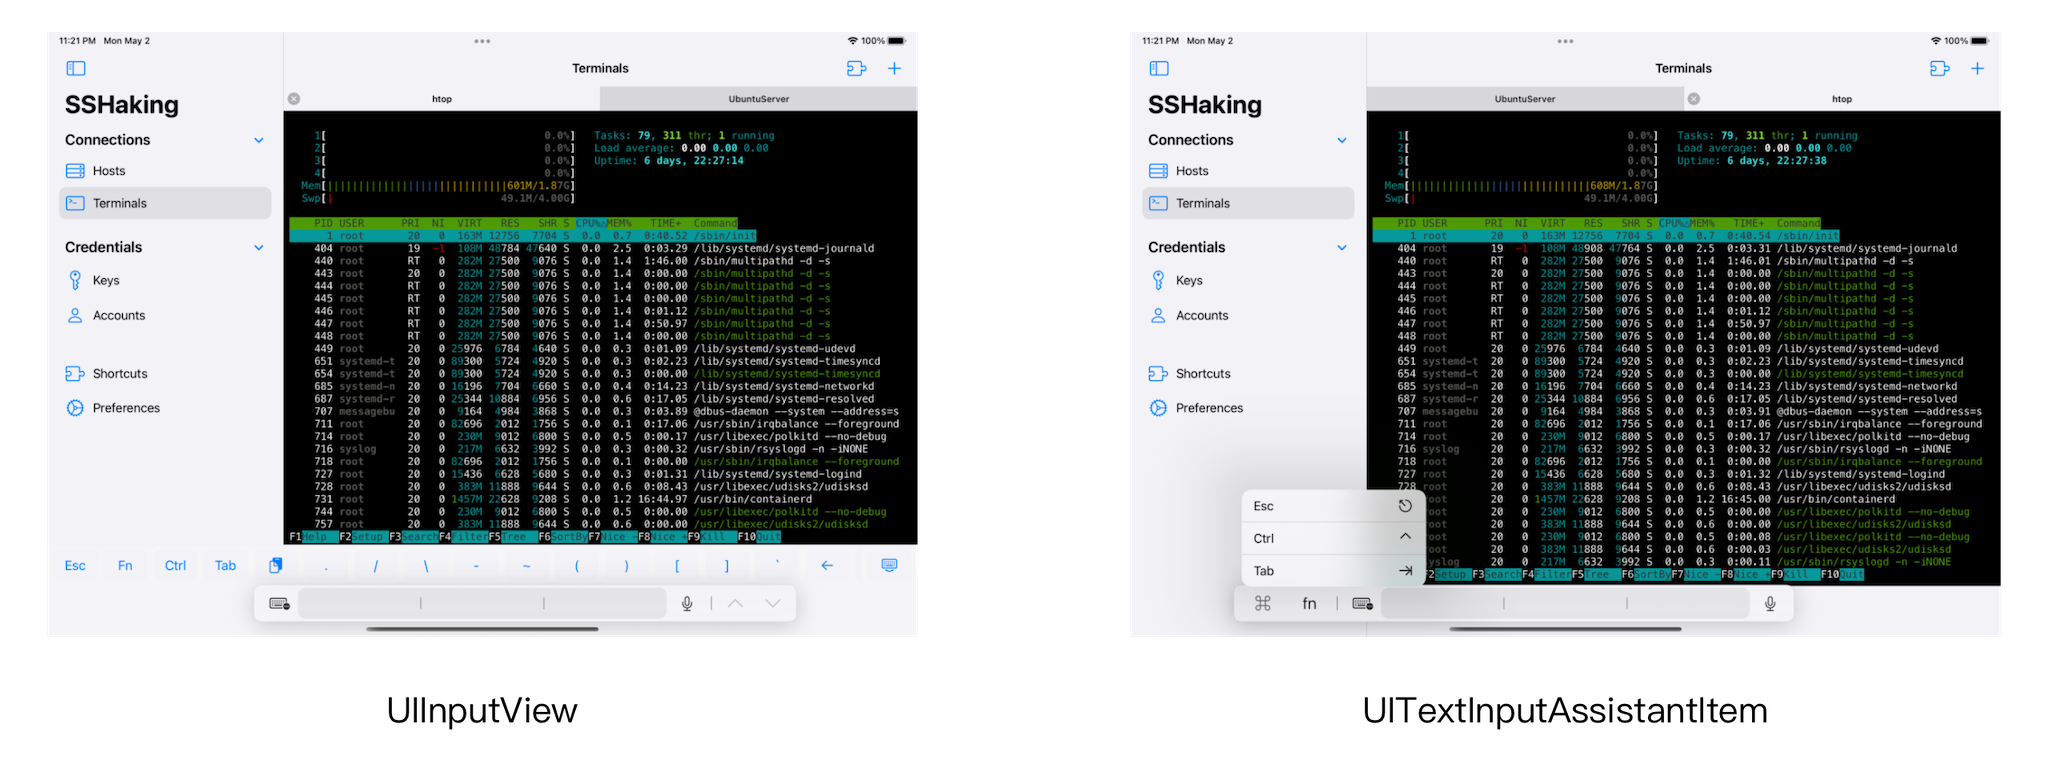 11:21 PM Mon May 2
100%
Terminals
SSHaking
htop
UbuntuServer
Connections
Hosts
Terminals
Credentials
Keys
Accounts
Shortcuts
Preferences
1[ 0.0%] Tasks: 79, 311 thr; 1 running
2[ 0.0%] Load average: 0.00 0.00 0.00
3[ 0.0%] Uptime: 6 days, 22:27:14
4[ 0.0%]
Mem[||||||||||||||||||||||||||||||601M/1.87G]
Swp[| 49.1M/4.00G]
PID USER PRI NI VIRT RES SHR S CPU% MEM% TIME+ Command
1 root 20 0 163M 12756 7704 S 0.0 0.7 0:40.52 /sbin/init
404 root 19 -1 108M 48784 47640 S 0.0 2.5 0:03.29 /lib/systemd/systemd-journald
440 root RT 0 282M 27500 9076 S 0.0 1.4 1:46.00 /sbin/multipathd -d -s
443 root 20 0 282M 27500 9076 S 0.0 1.4 0:00.00 /sbin/multipathd -d -s
444 root RT 0 282M 27500 9076 S 0.0 1.4 0:00.00 /sbin/multipathd -d -s
445 root RT 0 282M 27500 9076 S 0.0 1.4 0:00.00 /sbin/multipathd -d -s
446 root RT 0 282M 27500 9076 S 0.0 1.4 0:01.12 /sbin/multipathd -d -s
447 root RT 0 282M 27500 9076 S 0.0 1.4 0:50.97 /sbin/multipathd -d -s
448 root RT 0 282M 27500 9076 S 0.0 1.4 0:00.00 /sbin/multipathd -d -s
449 root 20 0 25976 6784 4640 S 0.0 0.3 0:01.09 /lib/systemd/systemd-udevd
651 systemd-t 20 0 89300 5724 4920 S 0.0 0.3 0:02.23 /lib/systemd/systemd-timesyncd
654 systemd-t 20 0 89300 5724 4920 S 0.0 0.3 0:00.00 /lib/systemd/systemd-timesyncd
685 systemd-n 20 0 16196 7704 6660 S 0.0 0.4 0:14.23 /lib/systemd/systemd-networkd
687 systemd-r 20 0 25344 10884 6956 S 0.0 0.6 0:17.05 /lib/systemd/systemd-resolved
707 messagebu 20 0 9164 4984 3868 S 0.0 0.3 0:03.89 @dbus-daemon --system --address=s
711 root 20 0 82696 2012 1756 S 0.0 0.1 0:17.06 /usr/sbin/irqbalance --foreground
714 root 20 0 230M 9012 6800 S 0.0 0.5 0:00.17 /usr/libexec/polkitd --no-debug
716 syslog 20 0 217M 6632 3992 S 0.0 0.3 0:00.32 /usr/sbin/rsyslogd -n -iNONE
718 root 20 0 82696 2012 1756 S 0.0 0.1 0:00.00 /usr/sbin/irqbalance --foreground
727 root 20 0 15436 6628 5680 S 0.0 0.3 0:01.31 /lib/systemd/systemd-logind
728 root 20 0 383M 11888 9644 S 0.0 0.6 0:08.43 /usr/libexec/udisks2/udisksd
731 root 20 0 1457M 22628 9208 S 0.0 1.2 16:44.97 /usr/bin/containerd
744 root 20 0 230M 9012 6800 S 0.0 0.5 0:00.00 /usr/libexec/polkitd --no-debug
757 root 20 0 383M 11888 9644 S 0.0 0.6 0:00.00 /usr/libexec/udisks2/udisksd
F1Help F2Setup F3SearchF4FilterF5Tree F6SortByF7Nice -F8Nice +F9Kill F10Quit
Esc Fn Ctrl Tab . / \ - ~ ( ) [ ] ` ←
UIInputView
11:21 PM Mon May 2
100%
Terminals
SSHaking
UbuntuServer
htop
Connections
Hosts
Terminals
Credentials
Keys
Accounts
Shortcuts
Preferences
1[ 0.0%] Tasks: 79, 311 thr; 1 running
2[ 0.0%] Load average: 0.00 0.00 0.00
3[ 0.0%] Uptime: 6 days, 22:27:38
4[ 0.0%]
Mem[||||||||||||||||||||||||||||||608M/1.87G]
Swp[| 49.1M/4.00G]
PID USER PRI NI VIRT RES SHR S CPU% MEM% TIME+ Command
1 root 20 0 163M 12756 7704 S 0.0 0.7 0:40.54 /sbin/init
404 root 19 -1 108M 48908 47764 S 0.0 2.5 0:03.31 /lib/systemd/systemd-journald
440 root RT 0 282M 27500 9076 S 0.0 1.4 1:46.01 /sbin/multipathd -d -s
443 root 20 0 282M 27500 9076 S 0.0 1.4 0:00.00 /sbin/multipathd -d -s
444 root RT 0 282M 27500 9076 S 0.0 1.4 0:00.00 /sbin/multipathd -d -s
445 root RT 0 282M 27500 9076 S 0.0 1.4 0:00.00 /sbin/multipathd -d -s
446 root RT 0 282M 27500 9076 S 0.0 1.4 0:01.12 /sbin/multipathd -d -s
447 root RT 0 282M 27500 9076 S 0.0 1.4 0:50.97 /sbin/multipathd -d -s
448 root RT 0 282M 27500 9076 S 0.0 1.4 0:00.00 /sbin/multipathd -d -s
449 root 20 0 25976 6784 4640 S 0.0 0.3 0:01.09 /lib/systemd/systemd-udevd
651 systemd-t 20 0 89300 5724 4920 S 0.0 0.3 0:02.23 /lib/systemd/systemd-timesyncd
654 systemd-t 20 0 89300 5724 4920 S 0.0 0.3 0:00.00 /lib/systemd/systemd-timesyncd
685 systemd-n 20 0 16196 7704 6660 S 0.0 0.4 0:14.23 /lib/systemd/systemd-networkd
687 systemd-r 20 0 25344 10884 6956 S 0.0 0.6 0:17.05 /lib/systemd/systemd-resolved
707 messagebu 20 0 9164 4984 3868 S 0.0 0.3 0:03.91 @dbus-daemon --system --address=s
711 root 20 0 82696 2012 1756 S 0.0 0.1 0:17.06 /usr/sbin/irqbalance --foreground
714 root 20 0 230M 9012 6800 S 0.0 0.5 0:00.17 /usr/libexec/polkitd --no-debug
716 syslog 20 0 217M 6632 3992 S 0.0 0.3 0:00.32 /usr/sbin/rsyslogd -n -iNONE
718 root 20 0 82696 2012 1756 S 0.0 0.1 0:00.00 /usr/sbin/irqbalance --foreground
727 root 20 0 15436 6628 5680 S 0.0 0.3 0:01.32 /lib/systemd/systemd-logind
728 root 20 0 383M 11888 9644 S 0.0 0.6 0:08.43 /usr/libexec/udisks2/udisksd
root 20 0 1457M 22628 9208 S 0.0 1.2 16:45.00 /usr/bin/containerd
root 20 0 230M 9012 6800 S 0.0 0.5 0:00.00 /usr/libexec/polkitd --no-debug
root 20 0 383M 11888 9644 S 0.0 0.6 0:00.00 /usr/libexec/udisks2/udisksd
root 20 0 230M 9012 6800 S 0.0 0.5 0:00.08 /usr/libexec/polkitd --no-debug
root 20 0 383M 11888 9644 S 0.0 0.6 0:00.03 /usr/libexec/udisks2/udisksd
yslog 20 0 217M 6632 3992 S 0.0 0.3 0:00.11 /usr/sbin/rsyslogd -n -iNONE
F2Setup F3SearchF4FilterF5Tree F6SortByF7Nice -F8Nice +F9Kill F10Quit
Esc
Ctrl
Tab
⌘ fn
UITextInputAssistantItem